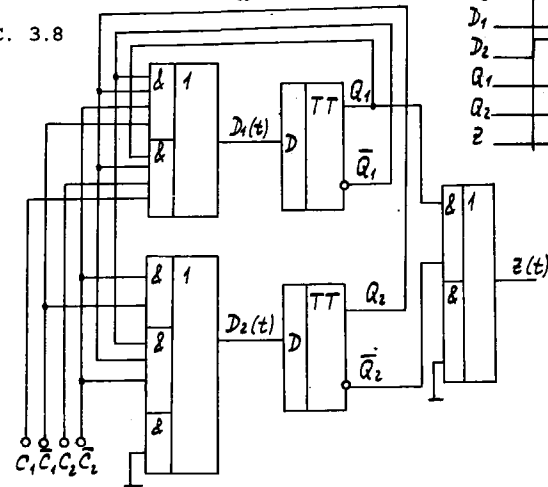 С. 3.8
D₁
D₂
Q₁
Q₂
Z
& 1
&
D₁(t)
D TT
Q₁
Q̅₁
& 1
&
&
D₂(t)
D TT
Q₂
Q̅₂
& 1
&
z(t)
C₁ C̅₁ C₂ C̅₂